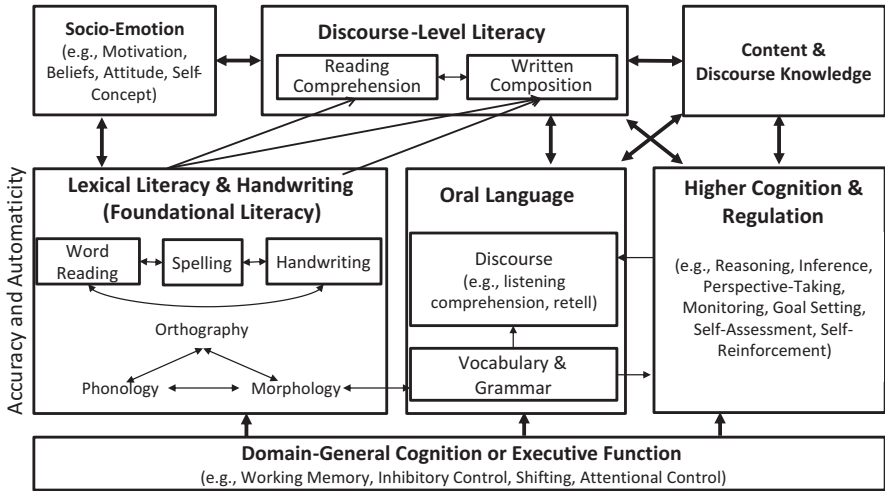 Socio-Emotion
(e.g., Motivation,
Beliefs, Attitude, Self-
Concept)
Discourse-Level Literacy
Reading
Comprehension
Written
Composition
Content &
Discourse Knowledge
Accuracy and Automaticity
Lexical Literacy & Handwriting
(Foundational Literacy)
Word
Reading
Spelling
Handwriting
Orthography
Phonology
Morphology
Oral Language
Discourse
(e.g., listening
comprehension, retell)
Vocabulary &
Grammar
Higher Cognition &
Regulation
(e.g., Reasoning, Inference,
Perspective-Taking,
Monitoring, Goal Setting,
Self-Assessment, Self-
Reinforcement)
Domain-General Cognition or Executive Function
(e.g., Working Memory, Inhibitory Control, Shifting, Attentional Control)